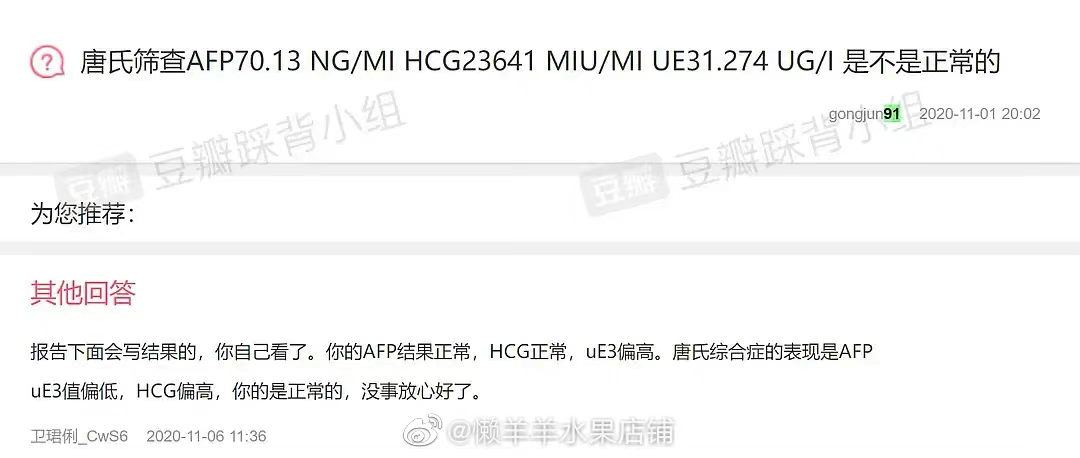 唐氏筛查AFP70.13 NG/MI HCG23641 MIU/MI UE31.274 UG/I 是不是正常的
gongjun91 2020-11-01 20:02
豆瓣 豆瓣踩背小组
豆瓣 豆瓣踩背小组
为您推荐：
其他回答
报告下面会写结果的，你自己看了。你的AFP结果正常，HCG正常，uE3偏高。唐氏综合症的表现是AFP
uE3值偏低，HCG偏高，你的是正常的，没事放心好了。
卫珺俐_CwS6 2020-11-06 11:36
@懒羊羊水果店铺